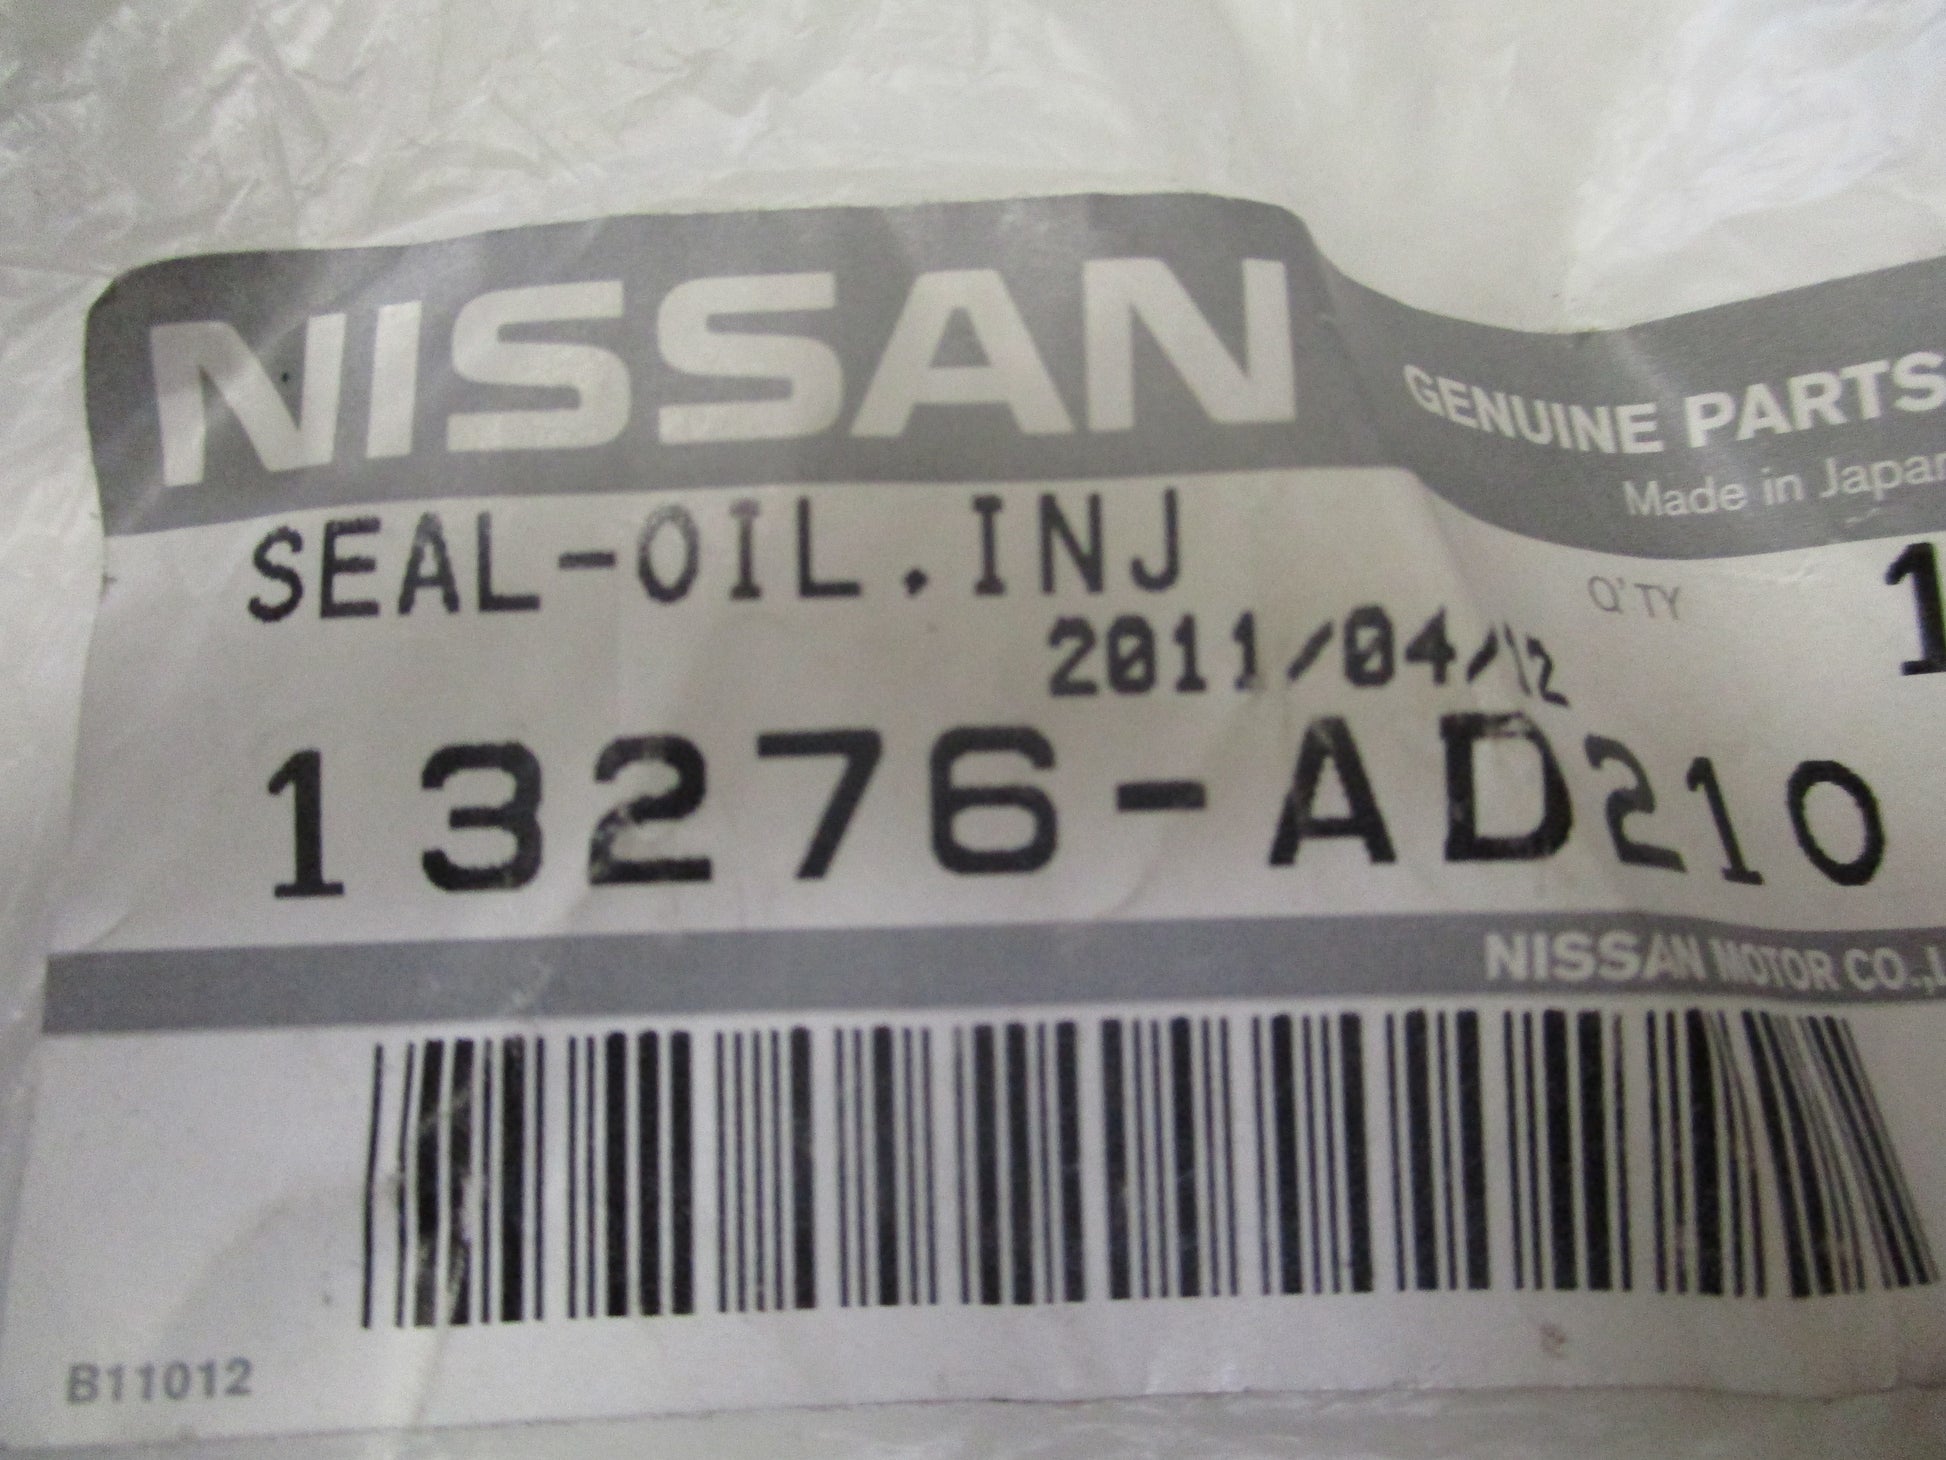 NISSAN
GENUINE PARTS
Made in Japan
SEAL-OIL.INJ
Q'TY 1
2011/04/12
13276-AD210
NISSAN MOTOR CO.,L
B11012